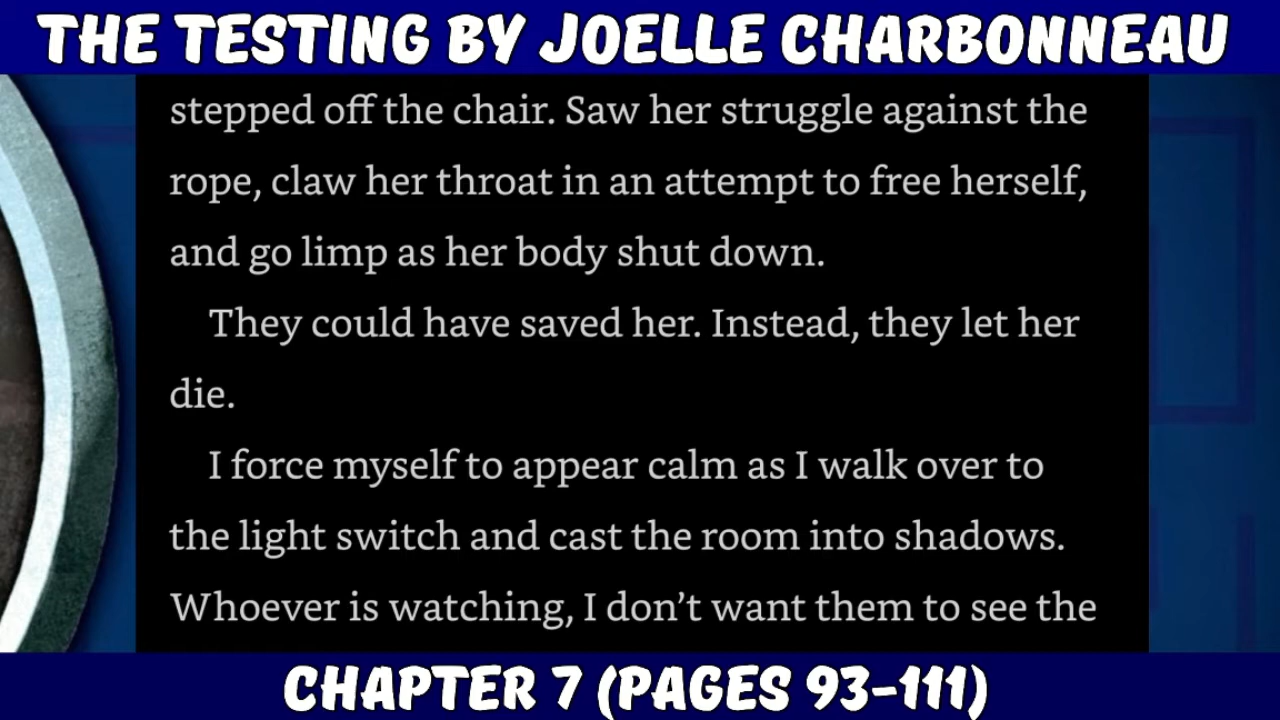 THE TESTING BY JOELLE CHARBONNEAU
stepped off the chair. Saw her struggle against the
rope, claw her throat in an attempt to free herself,
and go limp as her body shut down.
They could have saved her. Instead, they let her
die.
I force myself to appear calm as I walk over to
the light switch and cast the room into shadows.
Whoever is watching, I don’t want them to see the
CHAPTER 7 (PAGES 93-111)